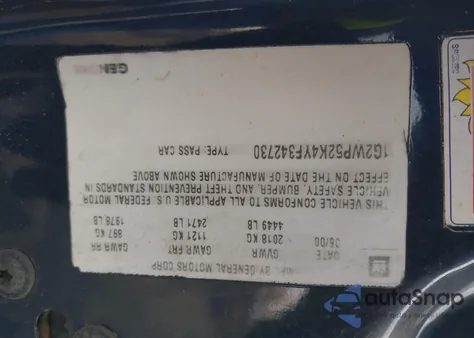 BY GENERAL MOTORS CORP
DATE GVWR GAWR FRT GAWR RR
06/00 2018 KG 1121 KG 897 KG
4449 LB 2471 LB 1978 LB
THIS VEHICLE CONFORMS TO ALL APPLICABLE U.S. FEDERAL MOTOR
VEHICLE SAFETY, BUMPER, AND THEFT PREVENTION STANDARDS IN
EFFECT ON THE DATE OF MANUFACTURE SHOWN ABOVE
1G2WP52K4YF342730 TYPE: PASS CAR
autoSnap